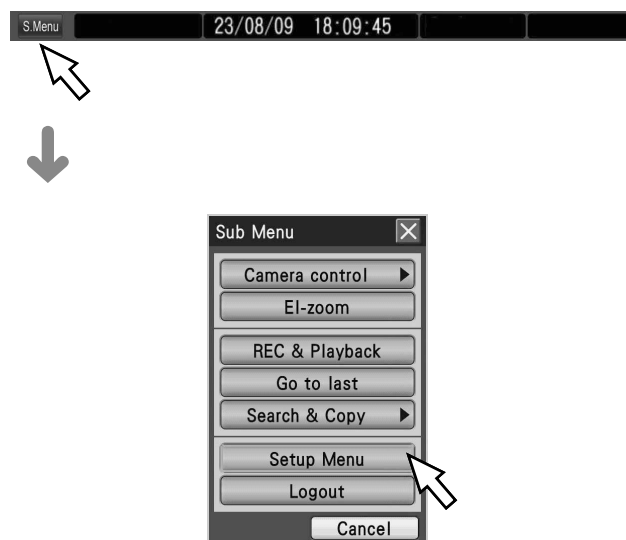 S.Menu
23/08/09 18:09:45
Sub Menu
Camera control
El-zoom
REC & Playback
Go to last
Search & Copy
Setup Menu
Logout
Cancel